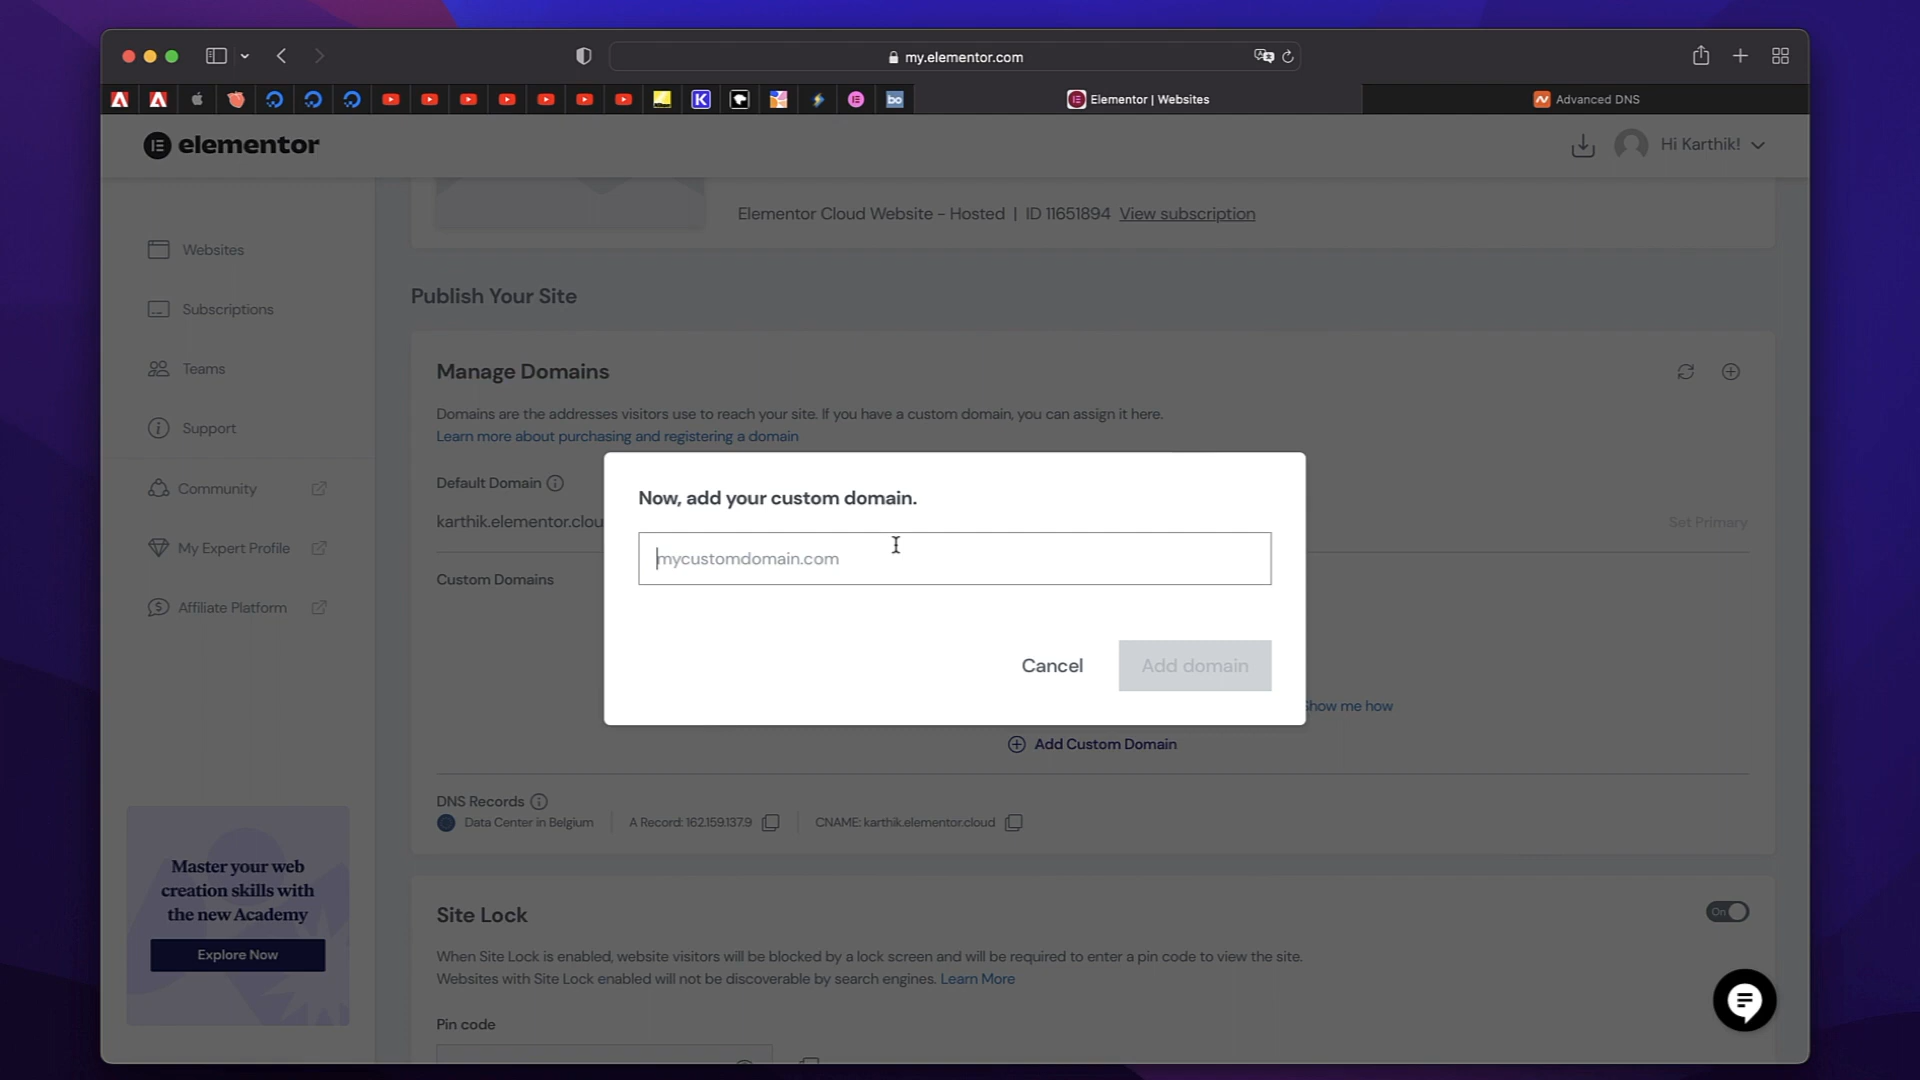 my.elementor.com
Elementor | Websites
Advanced DNS
elementor
Hi Karthik!
Elementor Cloud Website - Hosted | ID 11651894 View subscription
Websites
Subscriptions
Teams
Support
Community
My Expert Profile
Affiliate Platform
Publish Your Site
Manage Domains
Domains are the addresses visitors use to reach your site. If you have a custom domain, you can assign it here.
Learn more about purchasing and registering a domain
Default Domain
karthik.elementor.clou
Set Primary
Custom Domains
Now, add your custom domain.
mycustomdomain.com
Cancel
Add domain
Show me how
Add Custom Domain
DNS Records
Data Center in Belgium
A Record: 162.159.137.9
CNAME: karthik.elementor.cloud
Master your web
creation skills with
the new Academy
Explore Now
Site Lock
On
When Site Lock is enabled, website visitors will be blocked by a lock screen and will be required to enter a pin code to view the site.
Websites with Site Lock enabled will not be discoverable by search engines. Learn More
Pin code